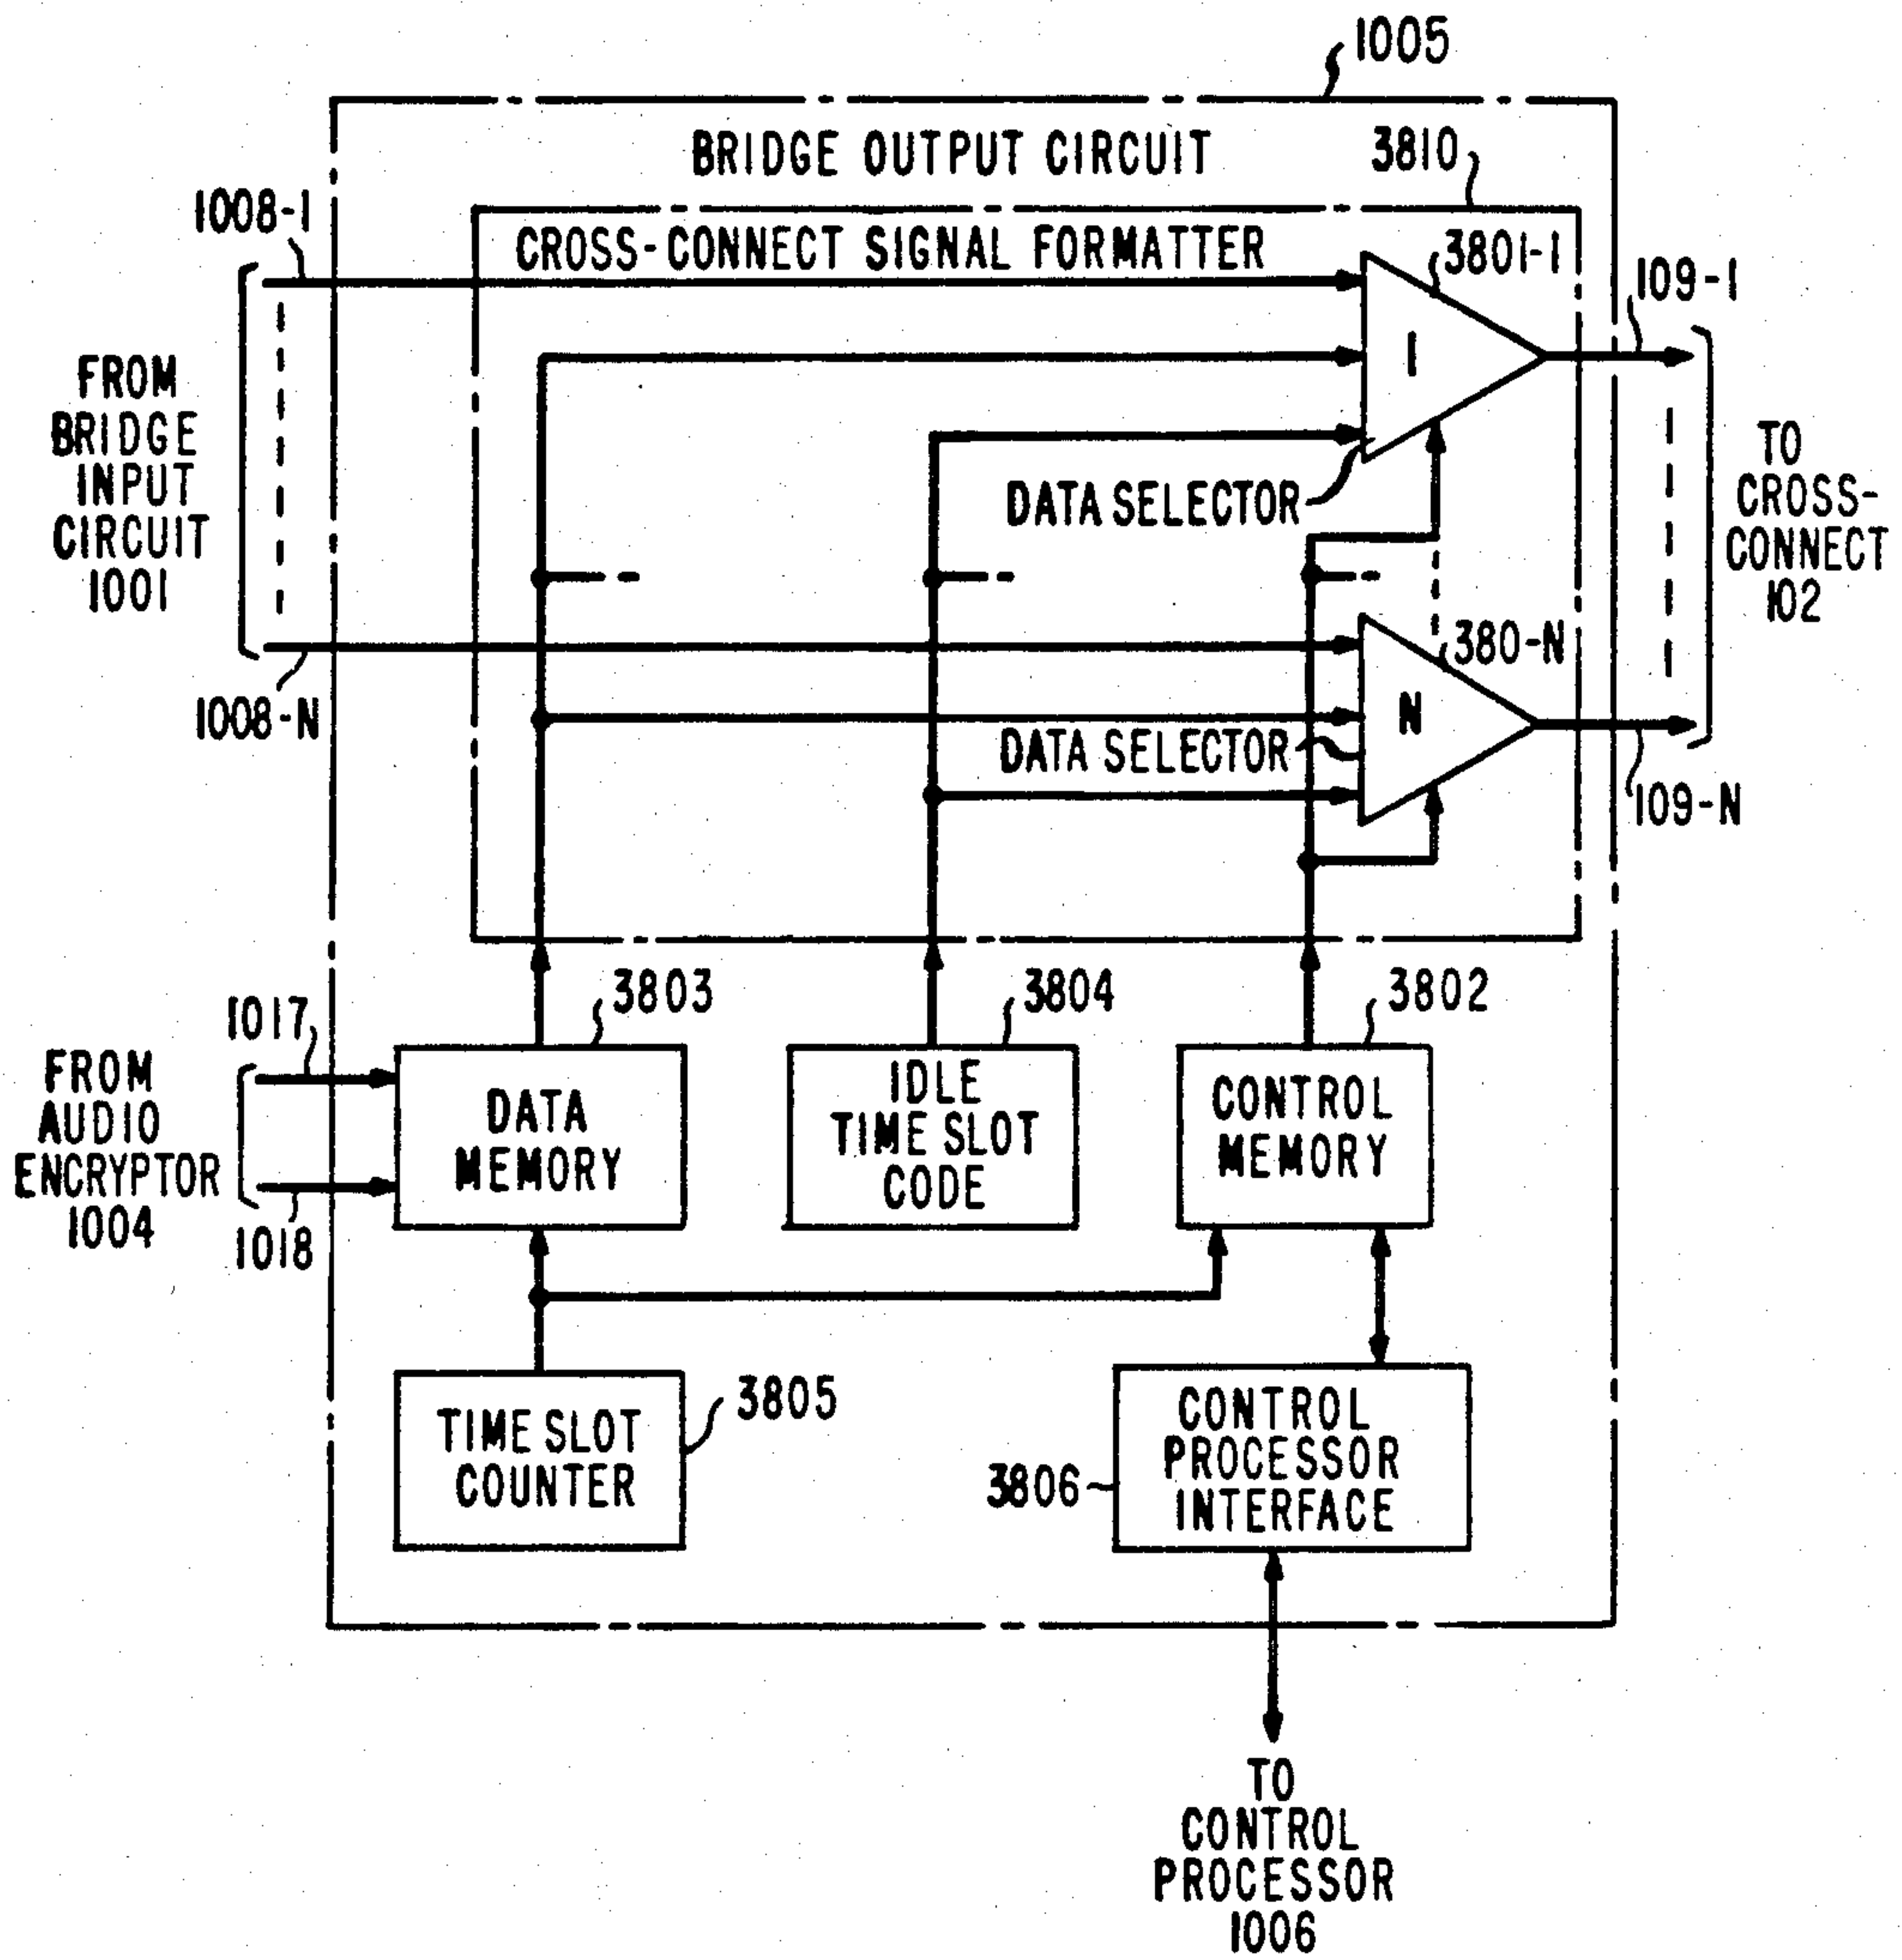 1005
BRIDGE OUTPUT CIRCUIT
3810
1008-1
CROSS-CONNECT SIGNAL FORMATTER
3801-1
109-1
1
FROM
BRIDGE
INPUT
CIRCUIT
1001
TO
CROSS-
CONNECT
102
DATA SELECTOR
380-N
1008-N
N
DATA SELECTOR
109-N
3803
3804
3802
1017
FROM
AUDIO
ENCRYPTOR
1004
1018
DATA
MEMORY
IDLE
TIME SLOT
CODE
CONTROL
MEMORY
TIME SLOT
COUNTER
3805
CONTROL
PROCESSOR
INTERFACE
3806
TO
CONTROL
PROCESSOR
1006